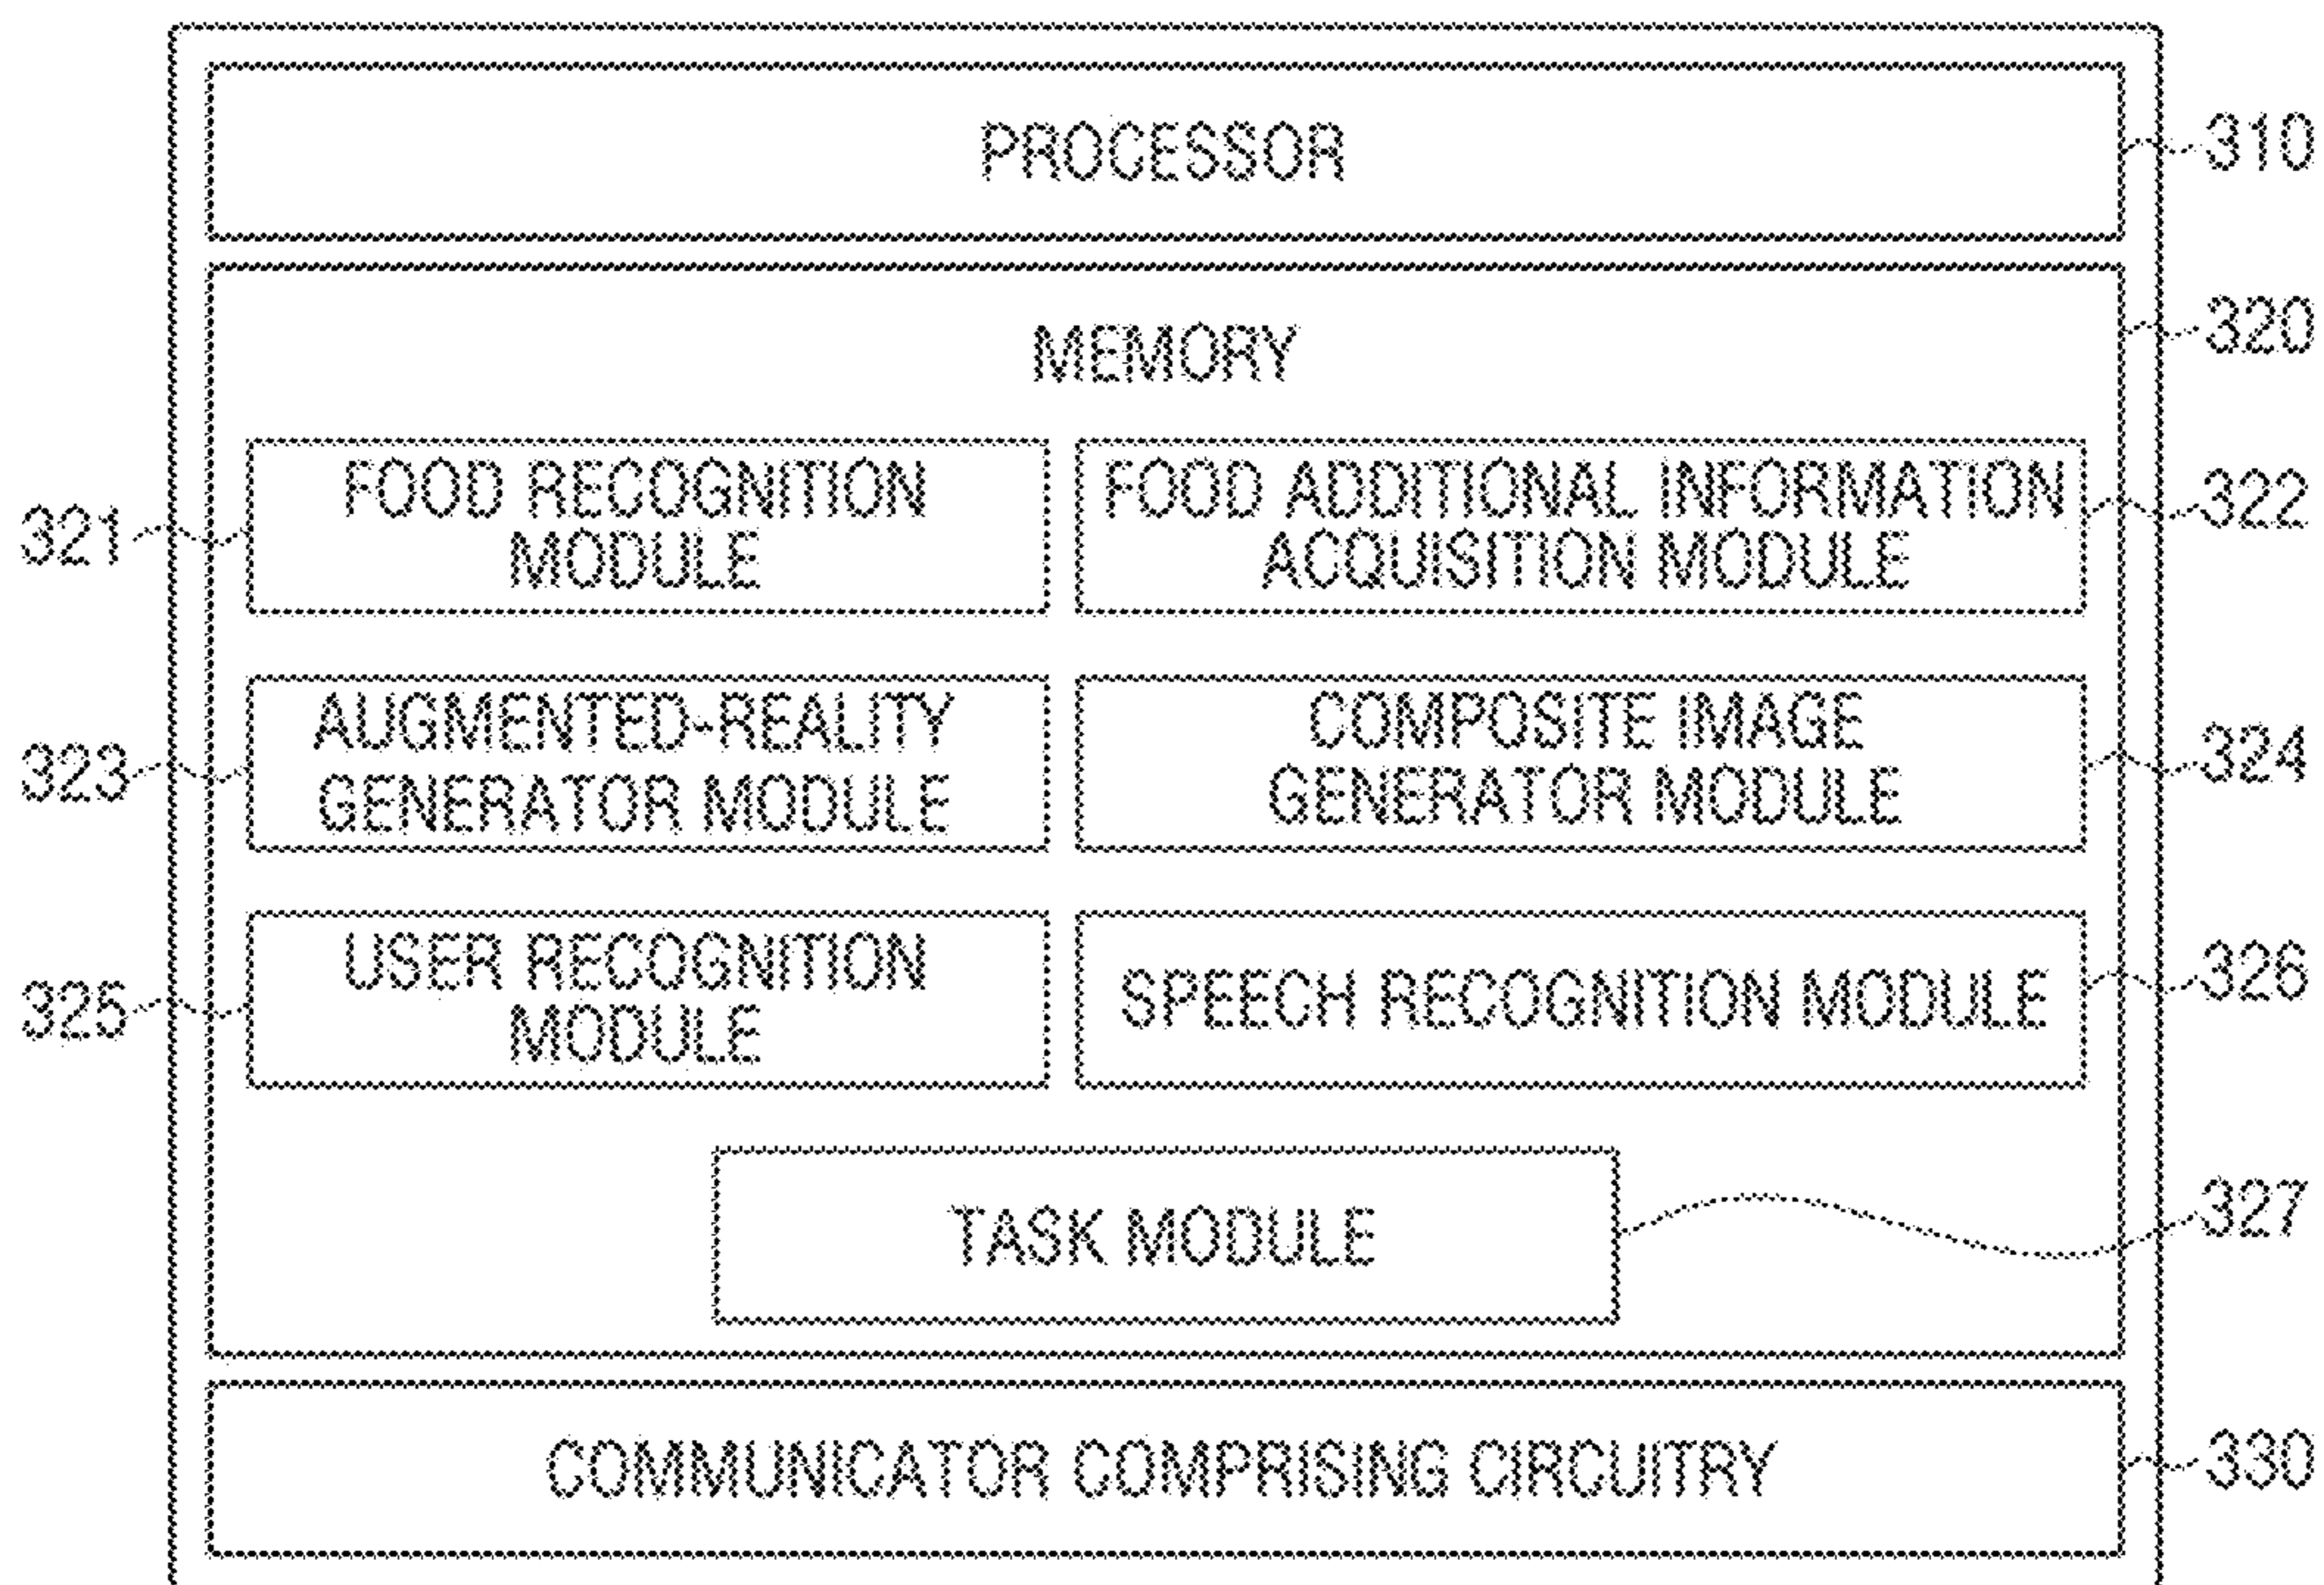 PROCESSOR
310
MEMORY
320
FOOD RECOGNITION
MODULE
321
FOOD ADDITIONAL INFORMATION
ACQUISITION MODULE
322
AUGMENTED-REALITY
GENERATOR MODULE
323
COMPOSITE IMAGE
GENERATOR MODULE
324
USER RECOGNITION
MODULE
325
SPEECH RECOGNITION MODULE
326
TASK MODULE
327
COMMUNICATOR COMPRISING CIRCUITRY
330